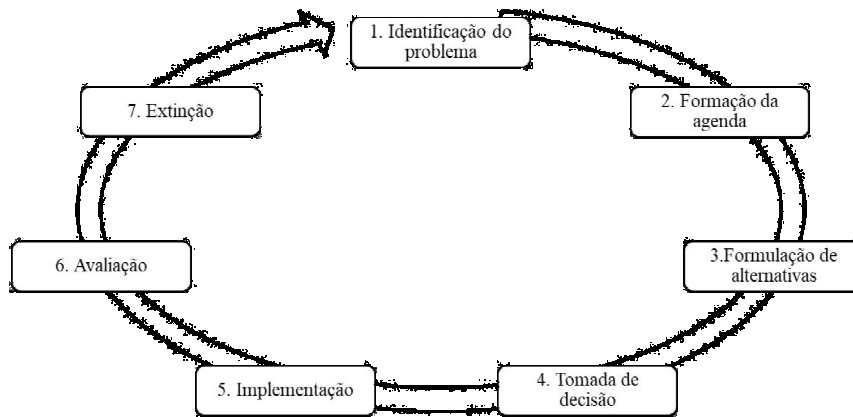 1. Identificação do
problema
2. Formação da
agenda
3.Formulação de
alternativas
4. Tomada de
decisão
5. Implementação
6. Avaliação
7. Extinção